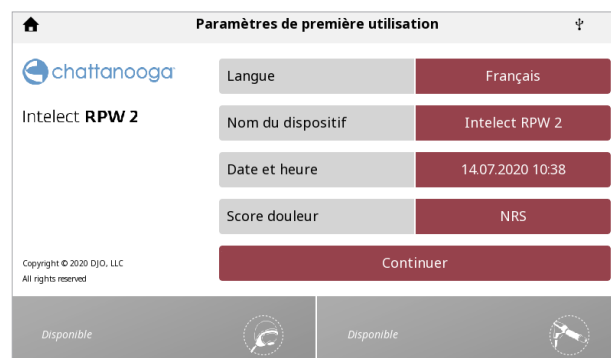 Paramètres de première utilisation
chattanooga
Intelect RPW 2
Langue
Français
Nom du dispositif
Intelect RPW 2
Date et heure
14.07.2020 10:38
Score douleur
NRS
Continuer
Copyright © 2020 DJO, LLC
All rights reserved
Disponible
Disponible